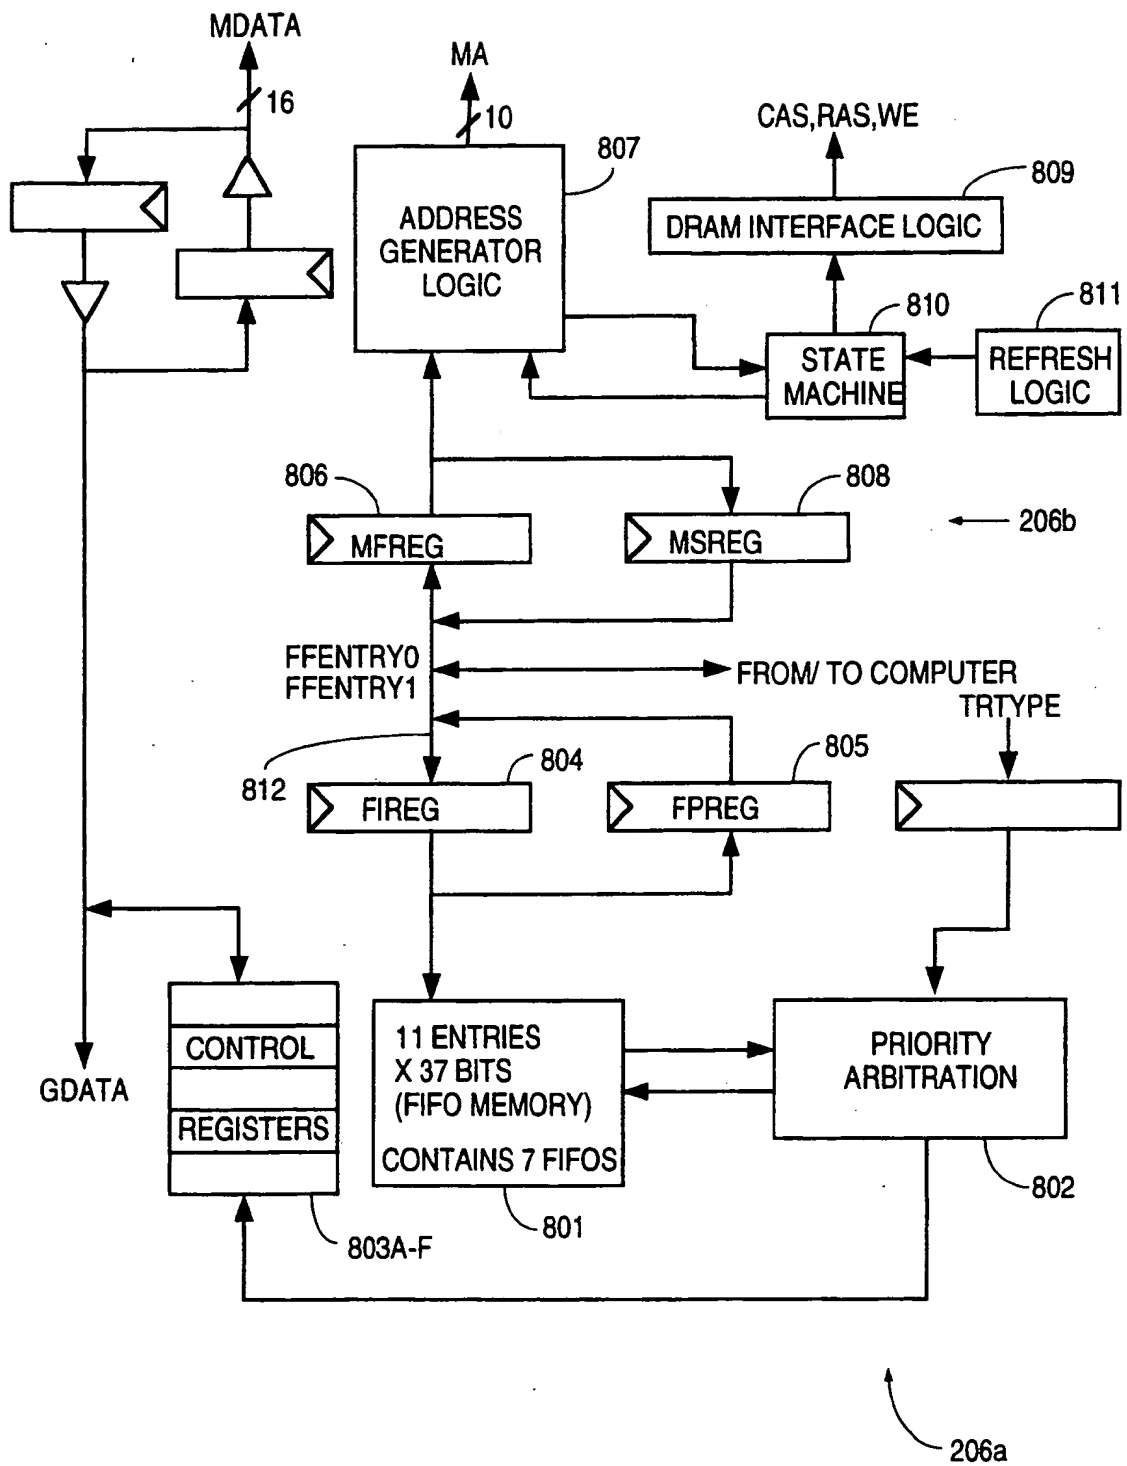 MDATA
16
MA
10
CAS,RAS,WE
807
809
ADDRESS
GENERATOR
LOGIC
DRAM INTERFACE LOGIC
810
811
STATE
MACHINE
REFRESH
LOGIC
806
808
206b
MFREG
MSREG
FFENTRY0
FFENTRY1
FROM/ TO COMPUTER
TRTYPE
812
804
805
FIREG
FPREG
GDATA
CONTROL
REGISTERS
803A-F
11 ENTRIES
X 37 BITS
(FIFO MEMORY)
CONTAINS 7 FIFOS
801
PRIORITY
ARBITRATION
802
206a